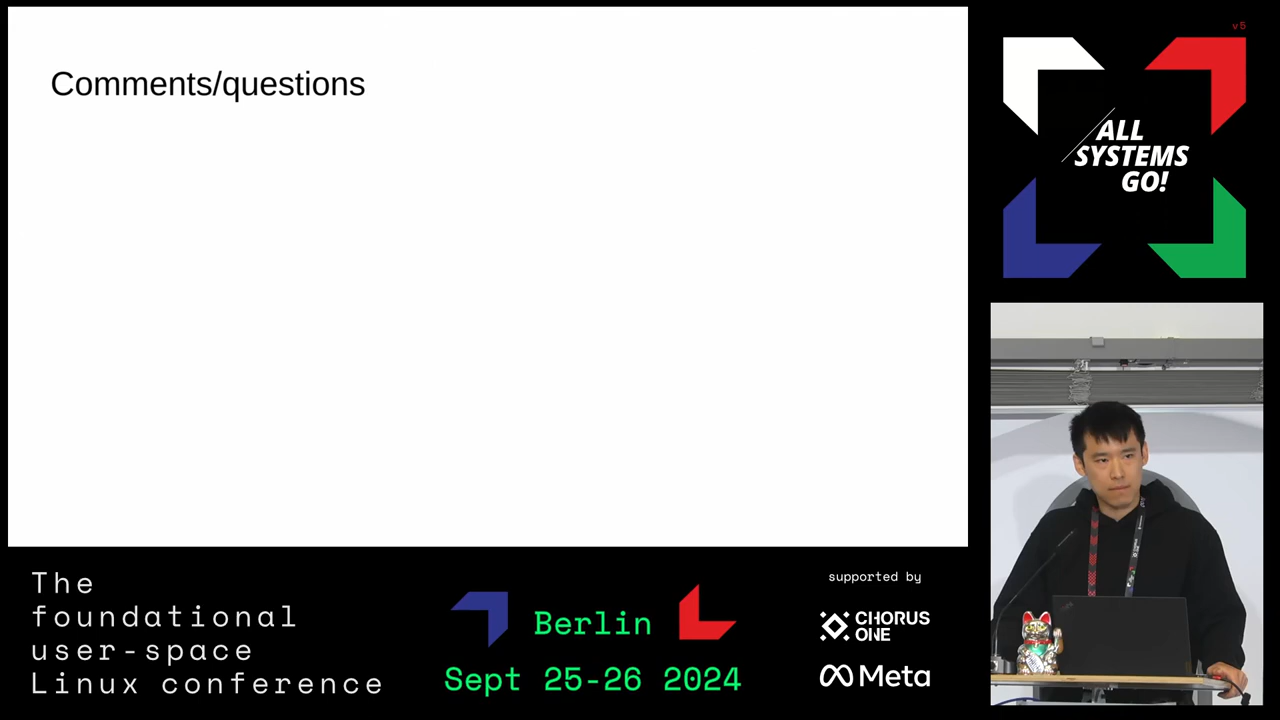 Comments/questions
v5
ALL
SYSTEMS
GO!
The
foundational
user-space
Linux conference
Berlin
Sept 25-26 2024
supported by
CHORUS
ONE
Meta